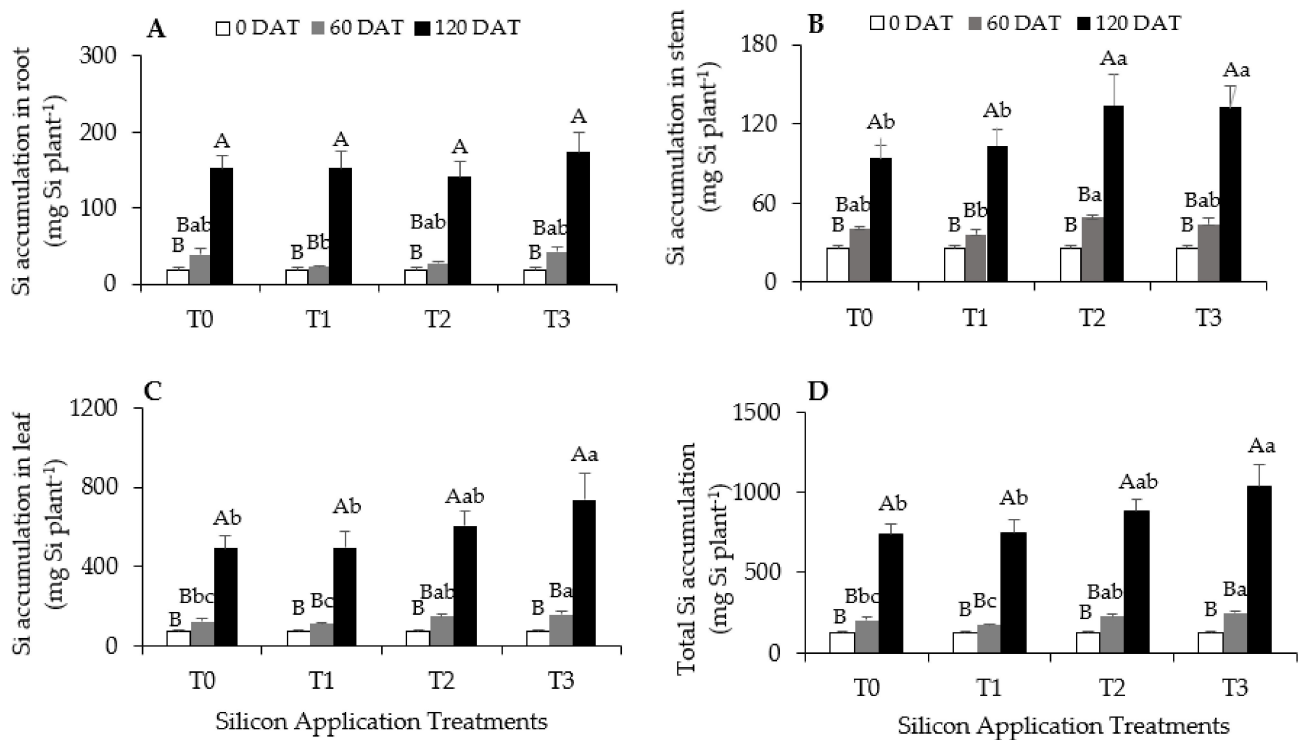 A
0 DAT 60 DAT 120 DAT
Si accumulation in root
(mg Si plant⁻¹)
300
200
100
0
B Bab A
B Bb A
B Bab A
B Bab A
T0 T1 T2 T3
B
0 DAT 60 DAT 120 DAT
Si accumulation in stem
(mg Si plant⁻¹)
180
120
60
0
B Bab Ab
B Bb Ab
B Ba Aa
B Bab Aa
T0 T1 T2 T3
C
Si accumulation in leaf
(mg Si plant⁻¹)
1200
800
400
0
B Bbc Ab
B Bc Ab
B Bab Aab
B Ba Aa
T0 T1 T2 T3
Silicon Application Treatments
D
Total Si accumulation
(mg Si plant⁻¹)
1500
1000
500
0
B Bbc Ab
B Bc Ab
B Bab Aab
B Ba Aa
T0 T1 T2 T3
Silicon Application Treatments